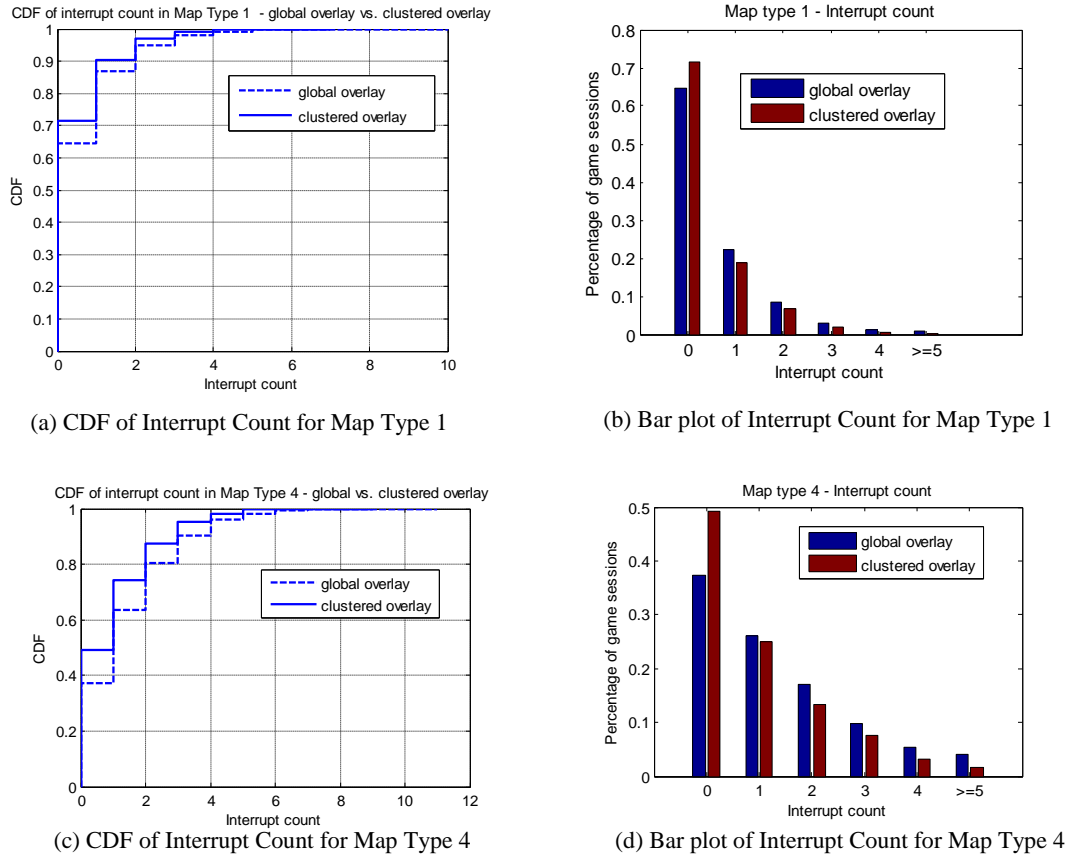 CDF of interrupt count in Map Type 1 - global overlay vs. clustered overlay
1
0.9
0.8
0.7
0.6
0.5
0.4
0.3
0.2
0.1
0
CDF
global overlay
clustered overlay
0 2 4 6 8 10
Interrupt count
(a) CDF of Interrupt Count for Map Type 1
Map type 1 - Interrupt count
0.8
0.7
0.6
0.5
0.4
0.3
0.2
0.1
0
Percentage of game sessions
global overlay
clustered overlay
0 1 2 3 4 >=5
Interrupt count
(b) Bar plot of Interrupt Count for Map Type 1
CDF of interrupt count in Map Type 4 - global vs. clustered overlay
1
0.8
0.6
0.4
0.2
0
CDF
global overlay
clustered overlay
0 2 4 6 8 10 12
Interrupt count
(c) CDF of Interrupt Count for Map Type 4
Map type 4 - Interrupt count
0.5
0.4
0.3
0.2
0.1
0
Percentage of game sessions
global overlay
clustered overlay
0 1 2 3 4 >=5
Interrupt count
(d) Bar plot of Interrupt Count for Map Type 4